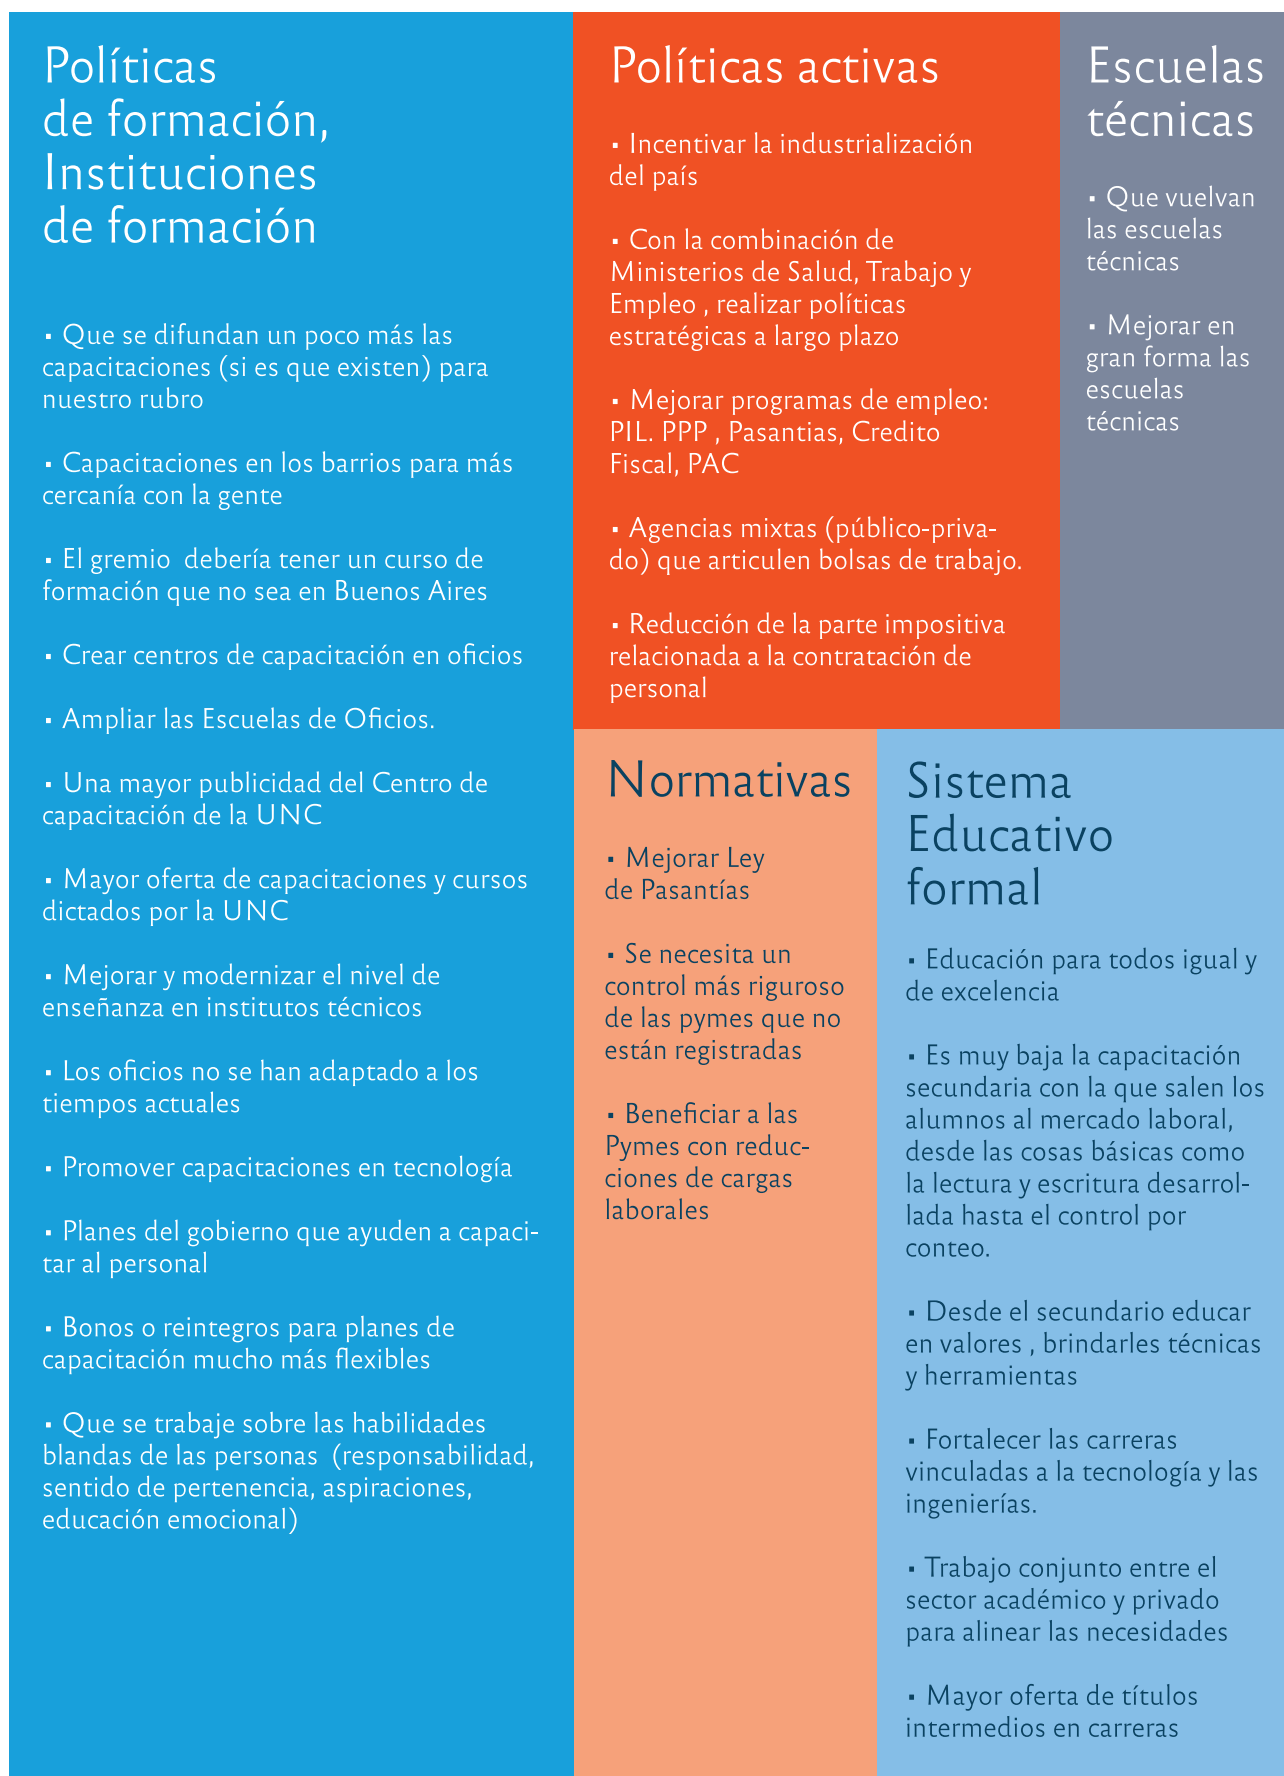 Políticas
de formación,
Instituciones
de formación
▪ Que se difundan un poco más las
capacitaciones (si es que existen) para
nuestro rubro
▪ Capacitaciones en los barrios para más
cercanía con la gente
▪ El gremio  debería tener un curso de
formación que no sea en Buenos Aires
▪ Crear centros de capacitación en oficios
▪ Ampliar las Escuelas de Oficios.
▪ Una mayor publicidad del Centro de
capacitación de la UNC
▪ Mayor oferta de capacitaciones y cursos
dictados por la UNC
▪ Mejorar y modernizar el nivel de
enseñanza en institutos técnicos
▪ Los oficios no se han adaptado a los
tiempos actuales
▪ Promover capacitaciones en tecnología
▪ Planes del gobierno que ayuden a capaci-
tar al personal
▪ Bonos o reintegros para planes de
capacitación mucho más flexibles
▪ Que se trabaje sobre las habilidades
blandas de las personas  (responsabilidad,
sentido de pertenencia, aspiraciones,
educación emocional)
Políticas activas
▪ Incentivar la industrialización
del país
▪ Con la combinación de
Ministerios de Salud, Trabajo y
Empleo , realizar políticas
estratégicas a largo plazo
▪ Mejorar programas de empleo:
PIL. PPP , Pasantias, Credito
Fiscal, PAC
▪ Agencias mixtas (público-priva-
do) que articulen bolsas de trabajo.
▪ Reducción de la parte impositiva
relacionada a la contratación de
personal
Escuelas
técnicas
▪ Que vuelvan
las escuelas
técnicas
▪ Mejorar en
gran forma las
escuelas
técnicas
Normativas
▪ Mejorar Ley
de Pasantías
▪ Se necesita un
control más riguroso
de las pymes que no
están registradas
▪ Beneficiar a las
Pymes con reduc-
ciones de cargas
laborales
Sistema
Educativo
formal
▪ Educación para todos igual y
de excelencia
▪ Es muy baja la capacitación
secundaria con la que salen los
alumnos al mercado laboral,
desde las cosas básicas como
la lectura y escritura desarrol-
lada hasta el control por
conteo.
▪ Desde el secundario educar
en valores , brindarles técnicas
y herramientas
▪ Fortalecer las carreras
vinculadas a la tecnología y las
ingenierías.
▪ Trabajo conjunto entre el
sector académico y privado
para alinear las necesidades
▪ Mayor oferta de títulos
intermedios en carreras